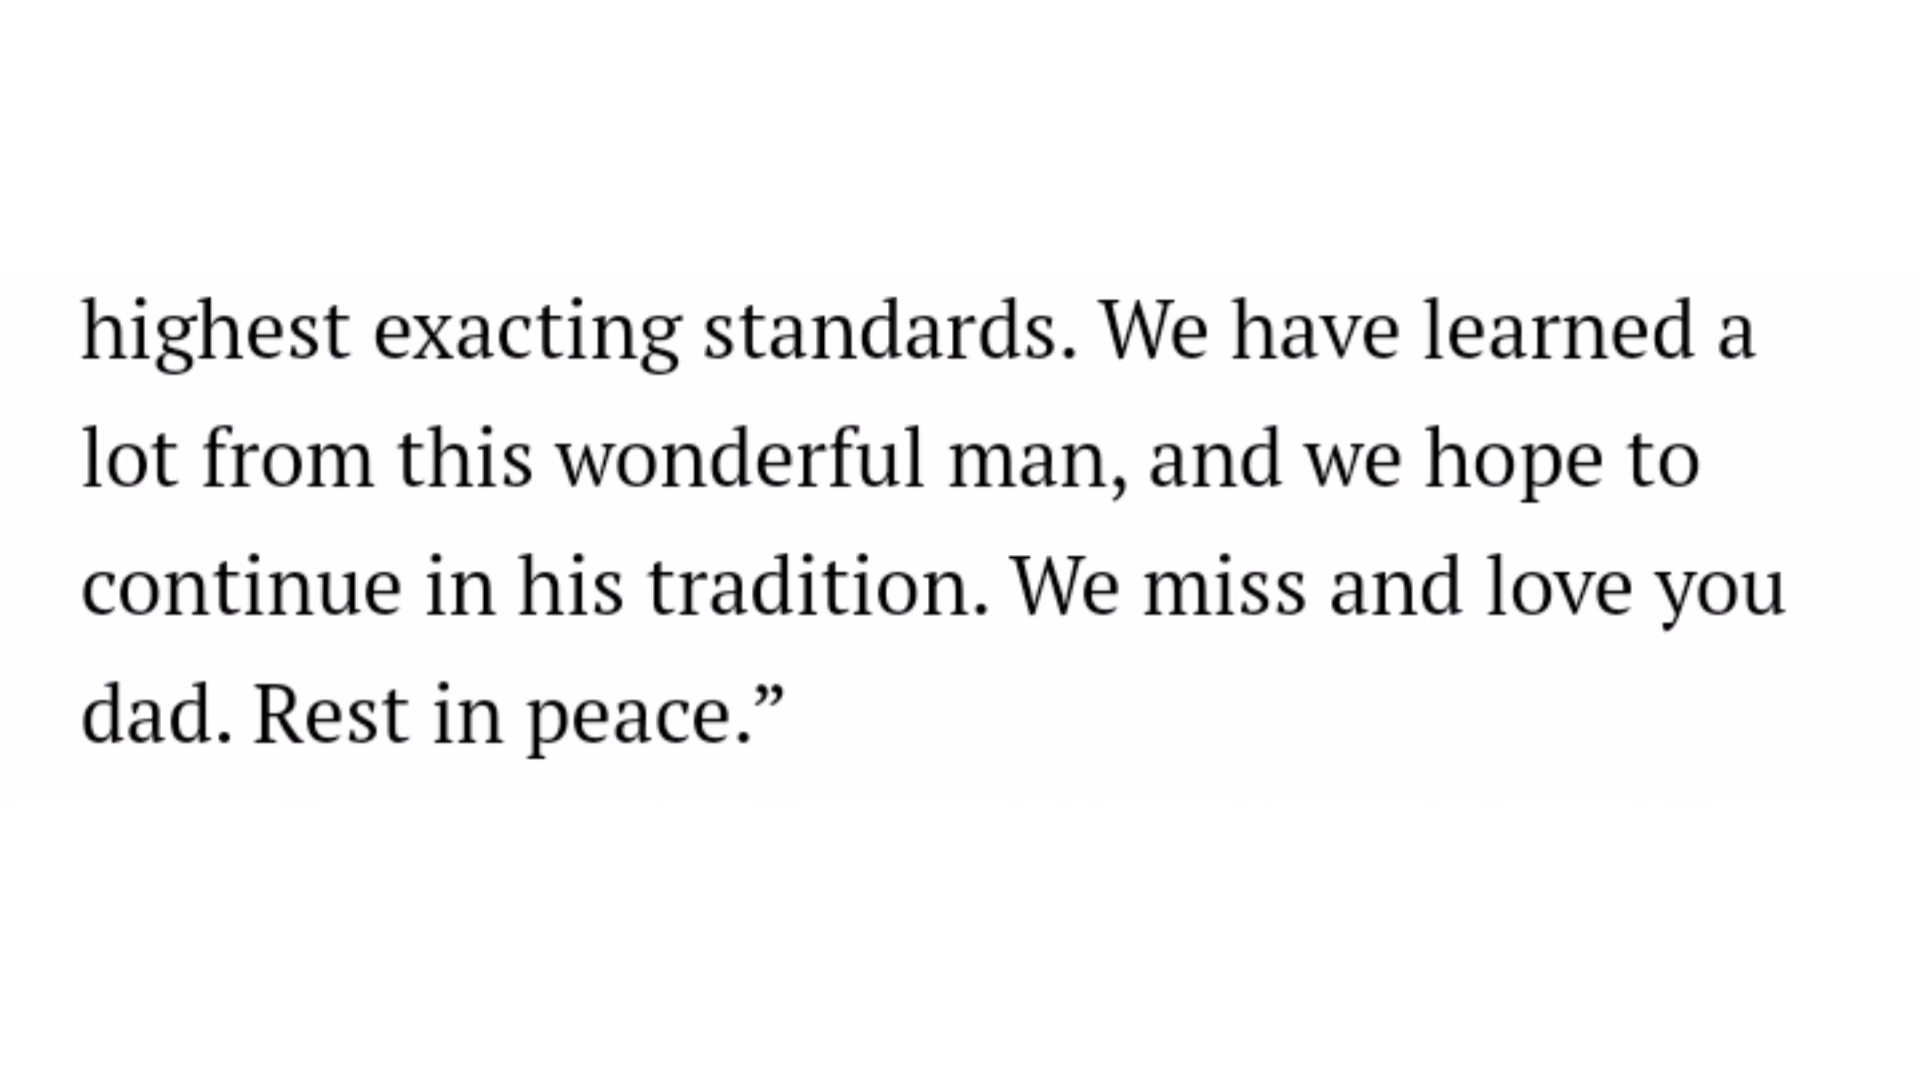 highest exacting standards. We have learned a
lot from this wonderful man, and we hope to
continue in his tradition. We miss and love you
dad. Rest in peace.”